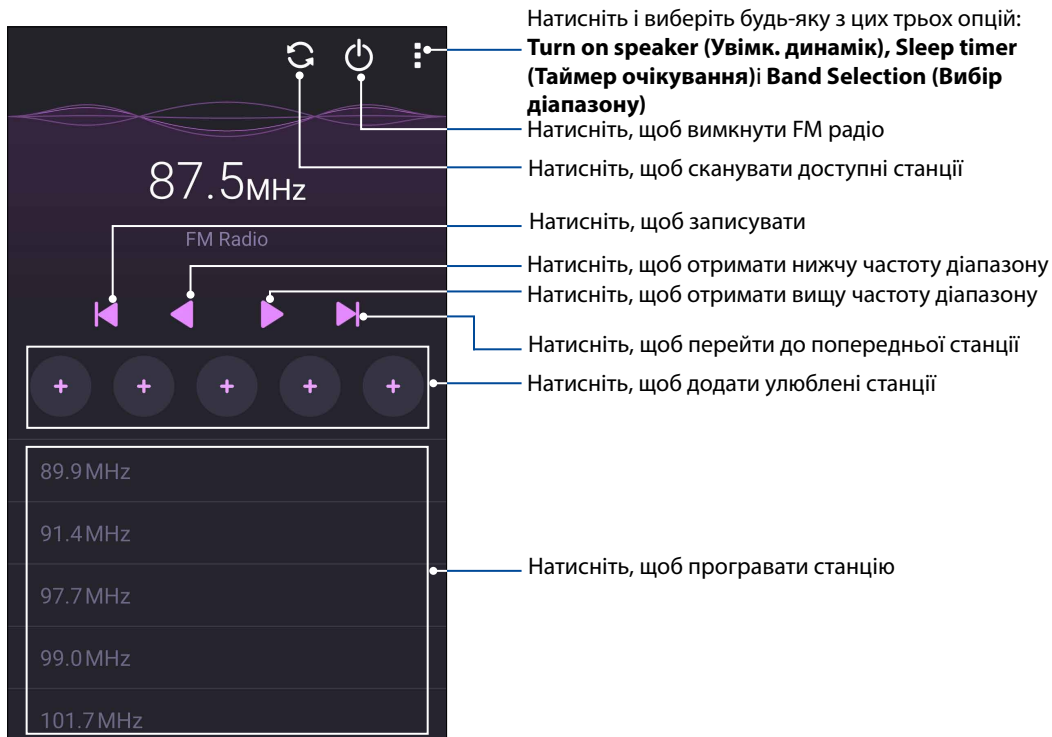 Натисніть і виберіть будь-яку з цих трьох опцій:
Turn on speaker (Увімк. динамік), Sleep timer
(Таймер очікування)і Band Selection (Вибір
діапазону)
Натисніть, щоб вимкнути FM радіо
Натисніть, щоб сканувати доступні станції
87.5MHz
FM Radio
Натисніть, щоб записувати
Натисніть, щоб отримати нижчу частоту діапазону
Натисніть, щоб отримати вищу частоту діапазону
Натисніть, щоб перейти до попередньої станції
Натисніть, щоб додати улюблені станції
+ + + + +
89.9MHz
91.4MHz
97.7MHz
99.0MHz
101.7MHz
Натисніть, щоб програвати станцію